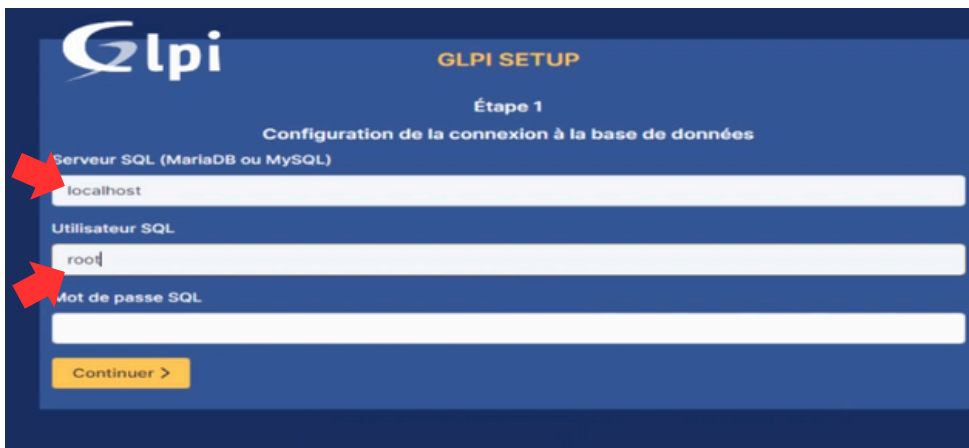 Glpi
GLPI SETUP
Étape 1
Configuration de la connexion à la base de données
Serveur SQL (MariaDB ou MySQL)
localhost
Utilisateur SQL
root
Mot de passe SQL
Continuer >